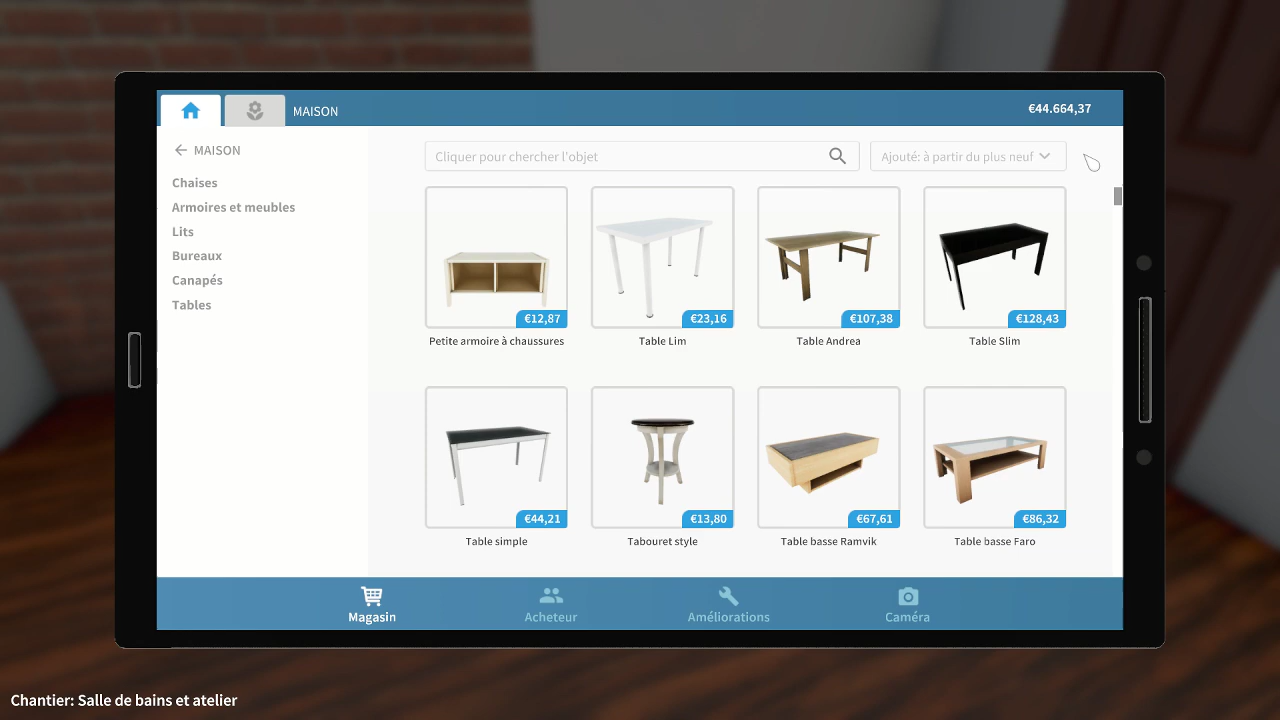 MAISON
€44.664,37
MAISON
Cliquer pour chercher l'objet
Ajouté: à partir du plus neuf
Chaises
Armoires et meubles
Lits
Bureaux
Canapés
Tables
€12,87
€23,16
€107,38
€128,43
Petite armoire à chaussures
Table Lim
Table Andrea
Table Slim
€44,21
€13,80
€67,61
€86,32
Table simple
Tabouret style
Table basse Ramvik
Table basse Faro
Magasin
Acheteur
Améliorations
Caméra
Chantier: Salle de bains et atelier